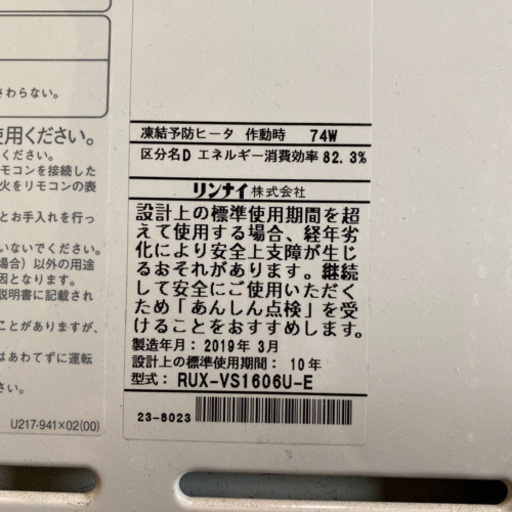 さわらない。
使用ください。
モコンを接続した
火をリモコンの表
とお手入れを行っ
いないでください。
場合）以外の用途
因となります。
説明書に記載され
ますが、
はあわてずに運転
U217-941×02(00)
凍結予防ヒータ 作動時 74W
区分名D エネルギー消費効率 82.3%
リンナイ株式会社
設計上の標準使用期間を超
えて使用する場合、経年劣
化により安全上支障が生じ
るおそれがあります。継続
して安全にご使用いただく
ため「あんしん点検」を受
けることをおすすめします。
製造年月： 2019年 3月
設計上の標準使用期間： 10年
型式： RUX-VS1606U-E
23-8023